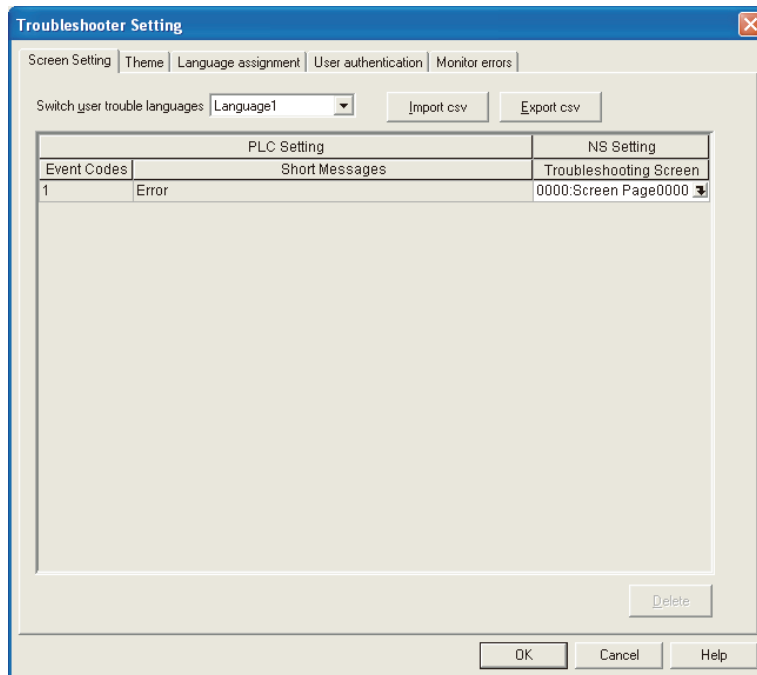 Troubleshooter Setting
Screen Setting Theme Language assignment User authentication Monitor errors
Switch user trouble languages Language1 Import csv Export csv
PLC Setting NS Setting
Event Codes Short Messages Troubleshooting Screen
1 Error 0000:Screen Page0000
Delete
OK Cancel Help